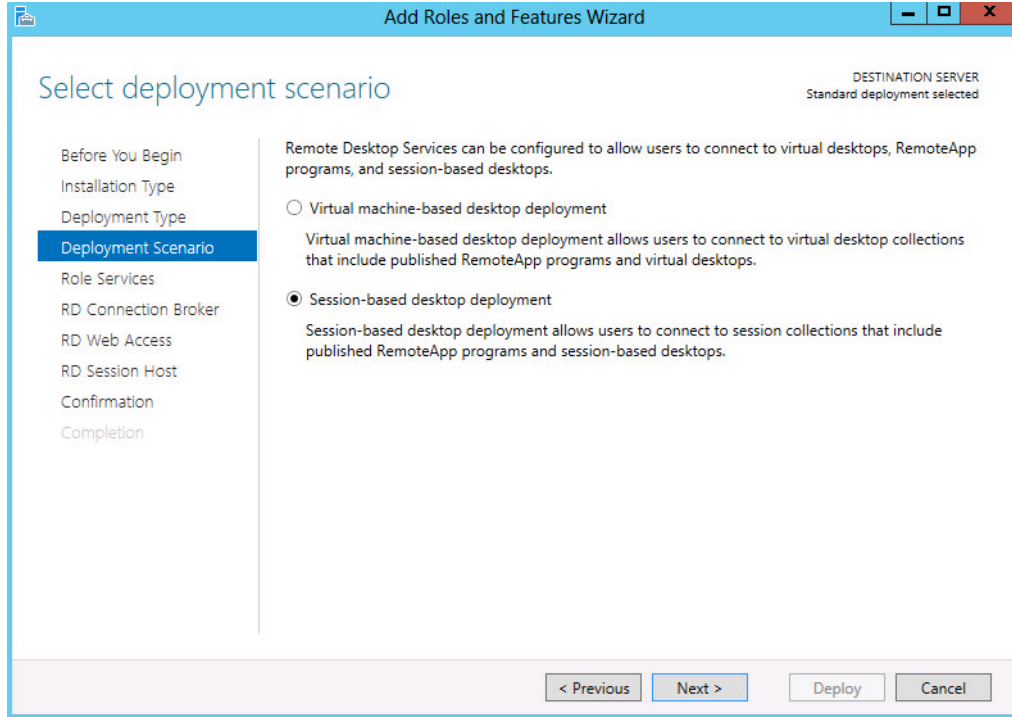 Add Roles and Features Wizard
Select deployment scenario
DESTINATION SERVER
Standard deployment selected
Before You Begin
Installation Type
Deployment Type
Deployment Scenario
Role Services
RD Connection Broker
RD Web Access
RD Session Host
Confirmation
Completion
Remote Desktop Services can be configured to allow users to connect to virtual desktops, RemoteApp
programs, and session-based desktops.
Virtual machine-based desktop deployment
Virtual machine-based desktop deployment allows users to connect to virtual desktop collections
that include published RemoteApp programs and virtual desktops.
Session-based desktop deployment
Session-based desktop deployment allows users to connect to session collections that include
published RemoteApp programs and session-based desktops.
< Previous
Next >
Deploy
Cancel